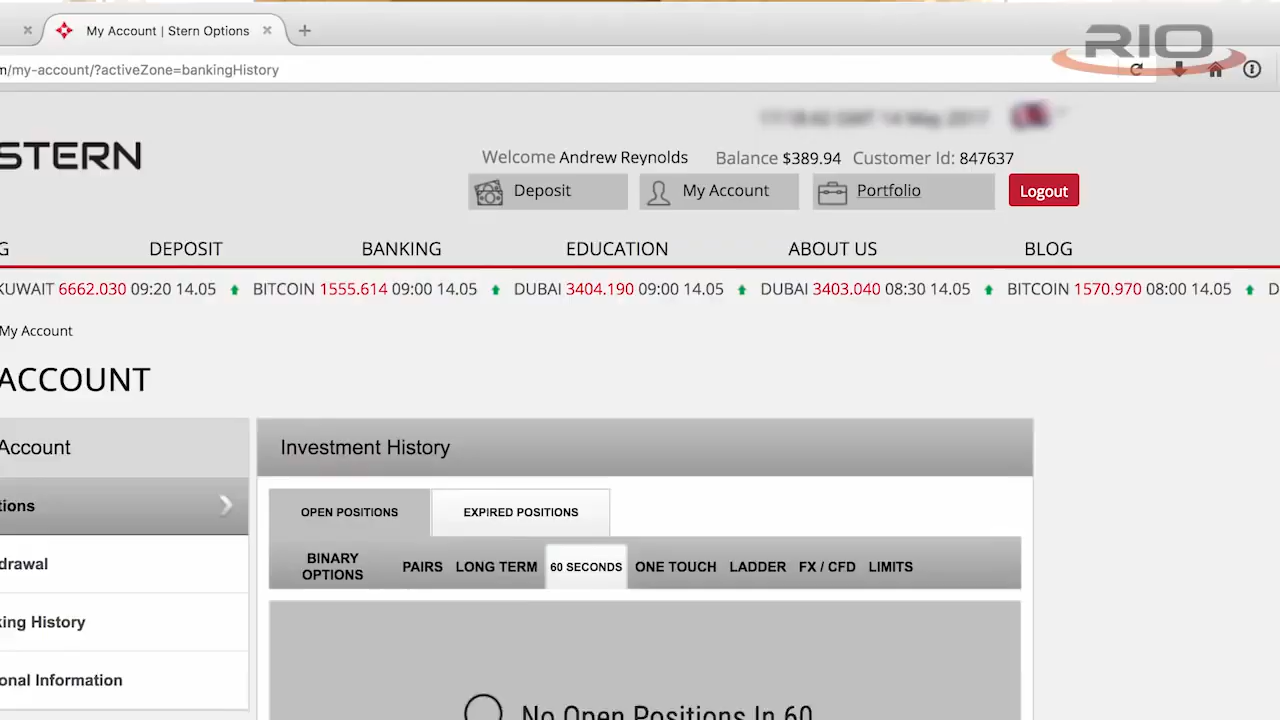 My Account | Stern Options
RIO
m/my-account/?activeZone=bankingHistory
STERN
Welcome Andrew Reynolds Balance $389.94 Customer Id: 847637
Deposit My Account Portfolio Logout
G DEPOSIT BANKING EDUCATION ABOUT US BLOG
KUWAIT 6662.030 09:20 14.05 BITCOIN 1555.614 09:00 14.05 DUBAI 3404.190 09:00 14.05 DUBAI 3403.040 08:30 14.05 BITCOIN 1570.970 08:00 14.05 D
My Account
ACCOUNT
Account
Investment History
tions
OPEN POSITIONS EXPIRED POSITIONS
BINARY
OPTIONS PAIRS LONG TERM 60 SECONDS ONE TOUCH LADDER FX / CFD LIMITS
drawal
king History
onal Information
No Open Positions In 60